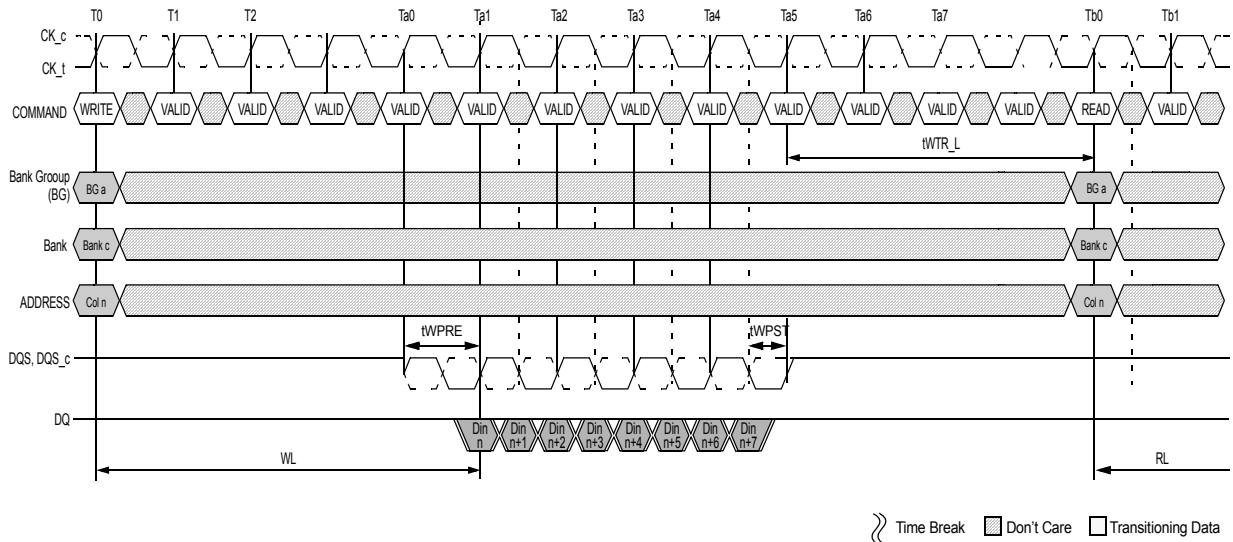 T0 T1 T2 Ta0 Ta1 Ta2 Ta3 Ta4 Ta5 Ta6 Ta7 Tb0 Tb1
CK_c
CK_t
COMMAND WRITE VALID VALID VALID VALID VALID VALID VALID VALID VALID VALID VALID VALID READ VALID
tWTR_L
Bank Grooup
(BG)
BG a BG a
Bank Bank c Bank c
ADDRESS Col n Col n
tWPRE tWPST
DQS, DQS_c
DQ
Din Din Din Din Din Din Din Din
n n+1 n+2 n+3 n+4 n+5 n+6 n+7
WL RL
Time Break Don't Care Transitioning Data